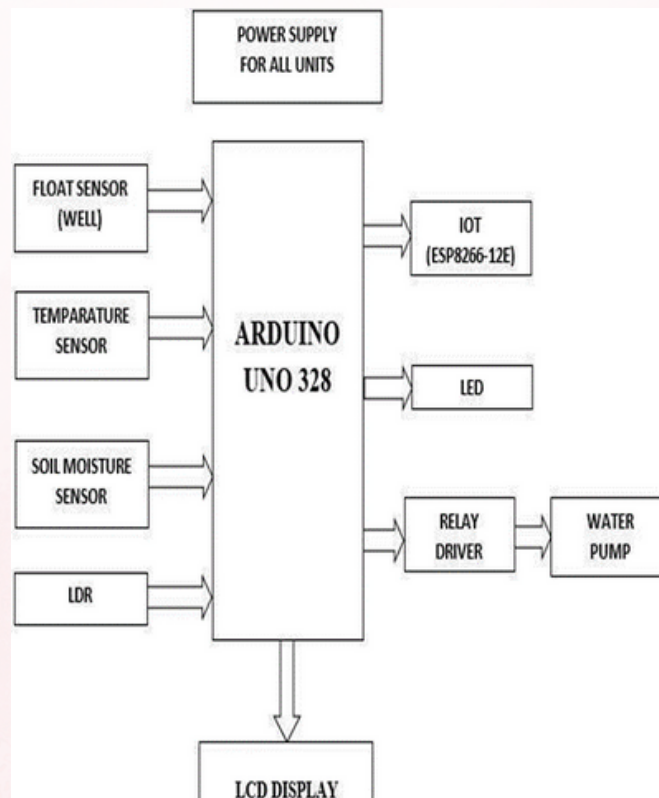 POWER SUPPLY
FOR ALL UNITS
FLOAT SENSOR
(WELL)
TEMPARATURE
SENSOR
SOIL MOISTURE
SENSOR
LDR
ARDUINO
UNO 328
IOT
(ESP8266-12E)
LED
RELAY
DRIVER
WATER
PUMP
LCD DISPLAY